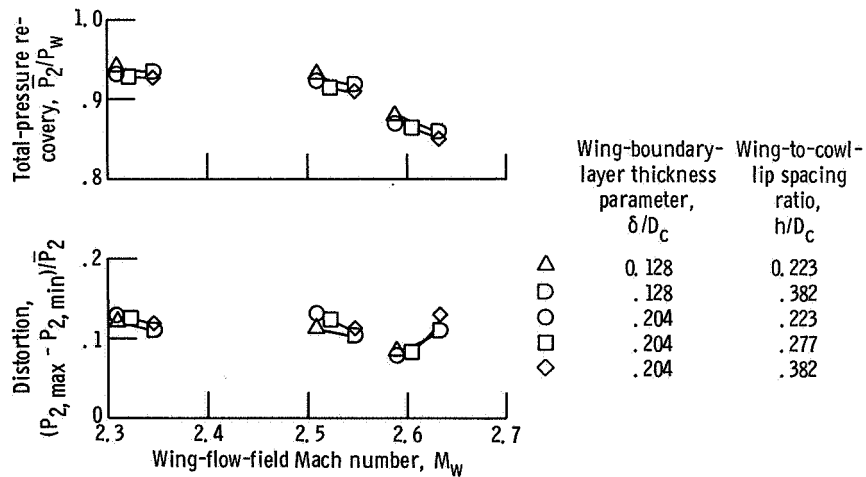 Total-pressure re-
covery, P̅2/Pw
1.0
.9
.8
Distortion,
(P2, max - P2, min)/P̅2
.2
.1
0
2.3 2.4 2.5 2.6 2.7
Wing-flow-field Mach number, Mw
Wing-boundary- Wing-to-cowl-
layer thickness lip spacing
parameter, ratio,
δ/Dc h/Dc
0.128 0.223
.128 .382
.204 .223
.204 .277
.204 .382